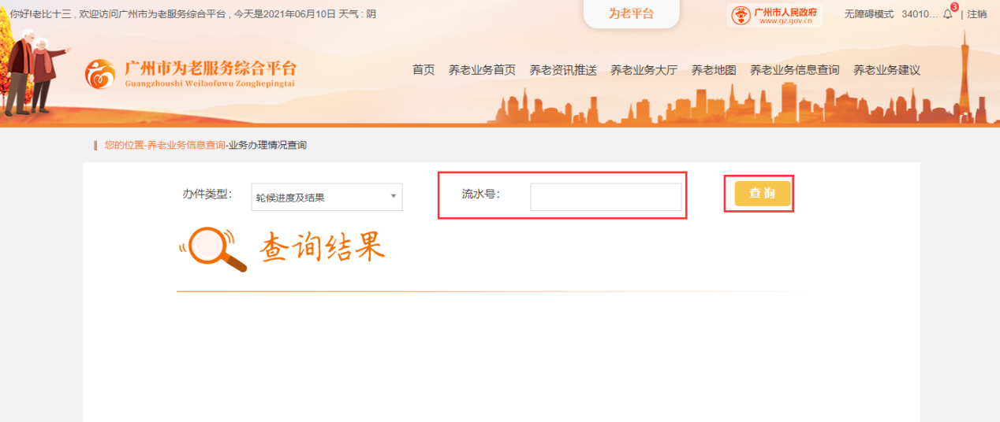 你好!老比十三 , 欢迎访问广州市为老服务综合平台 , 今天是2021年06月10日 天气 : 阴
为老平台
广州市人民政府
www.gz.gov.cn
无障碍模式 34010... 3 | 注销
广州市为老服务综合平台
Guangzhoushi Weilaofuwu Zonghepingtai
首页 养老业务首页 养老资讯推送 养老业务大厅 养老地图 养老业务信息查询 养老业务建议
您的位置-养老业务信息查询-业务办理情况查询
办件类型: 轮候进度及结果 流水号: 查 询
查询结果